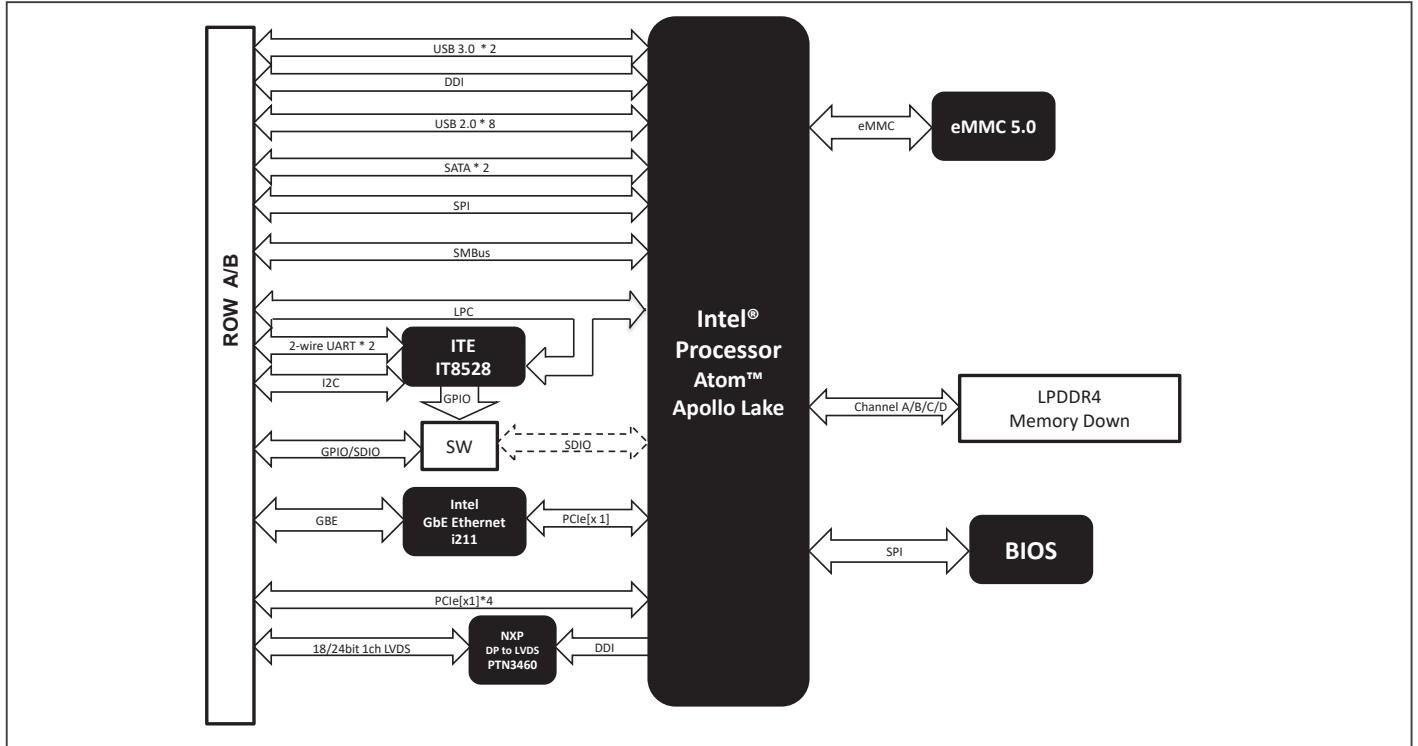 ROW A/B
USB 3.0 * 2
DDI
USB 2.0 * 8
SATA * 2
SPI
SMBus
LPC
2-wire UART * 2
I2C
ITE
IT8528
GPIO
GPIO/SDIO
SW
SDIO
GBE
Intel
GbE Ethernet
i211
PCIe[x 1]
PCIe[x1]*4
18/24bit 1ch LVDS
NXP
DP to LVDS
PTN3460
DDI
Intel®
Processor
Atom™
Apollo Lake
eMMC
eMMC 5.0
Channel A/B/C/D
LPDDR4
Memory Down
SPI
BIOS